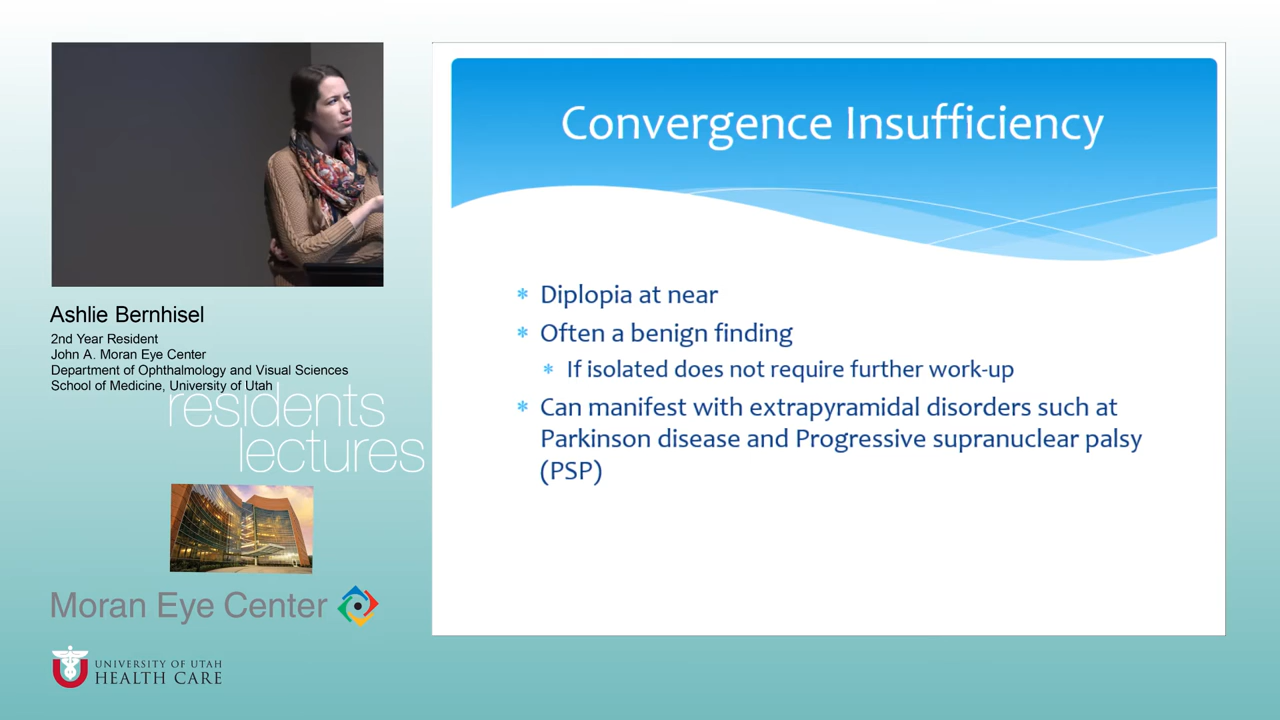 Ashlie Bernhisel
2nd Year Resident
John A. Moran Eye Center
Department of Ophthalmology and Visual Sciences
School of Medicine, University of Utah
residents
lectures
Moran Eye Center
UNIVERSITY OF UTAH
HEALTH CARE
Convergence Insufficiency
* Diplopia at near
* Often a benign finding
* If isolated does not require further work-up
* Can manifest with extrapyramidal disorders such at
Parkinson disease and Progressive supranuclear palsy
(PSP)